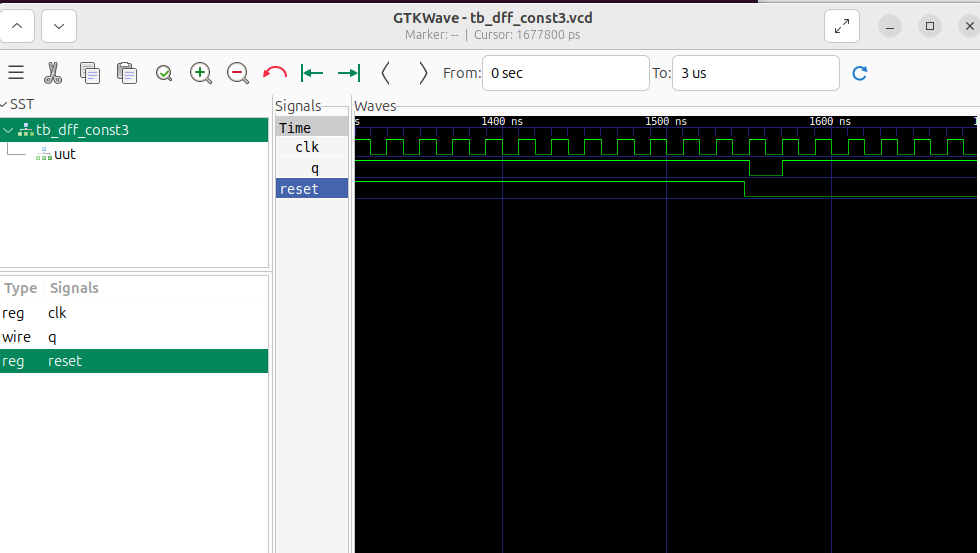 GTKWave - tb_dff_const3.vcd
Marker: -- | Cursor: 1677800 ps
From: 0 sec To: 3 us
SST
tb_dff_const3
uut
Type Signals
reg clk
wire q
reg reset
Signals
Time
clk
q
reset
Waves
s 1400 ns 1500 ns 1600 ns